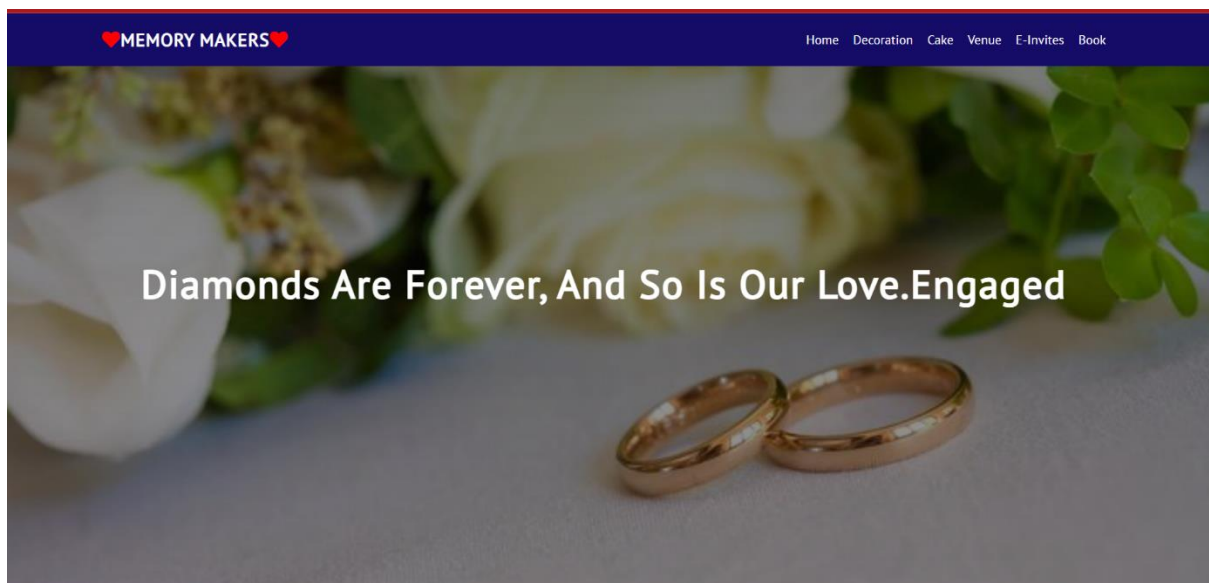 ❤MEMORY MAKERS❤
Home Decoration Cake Venue E-Invites Book
Diamonds Are Forever, And So Is Our Love.Engaged